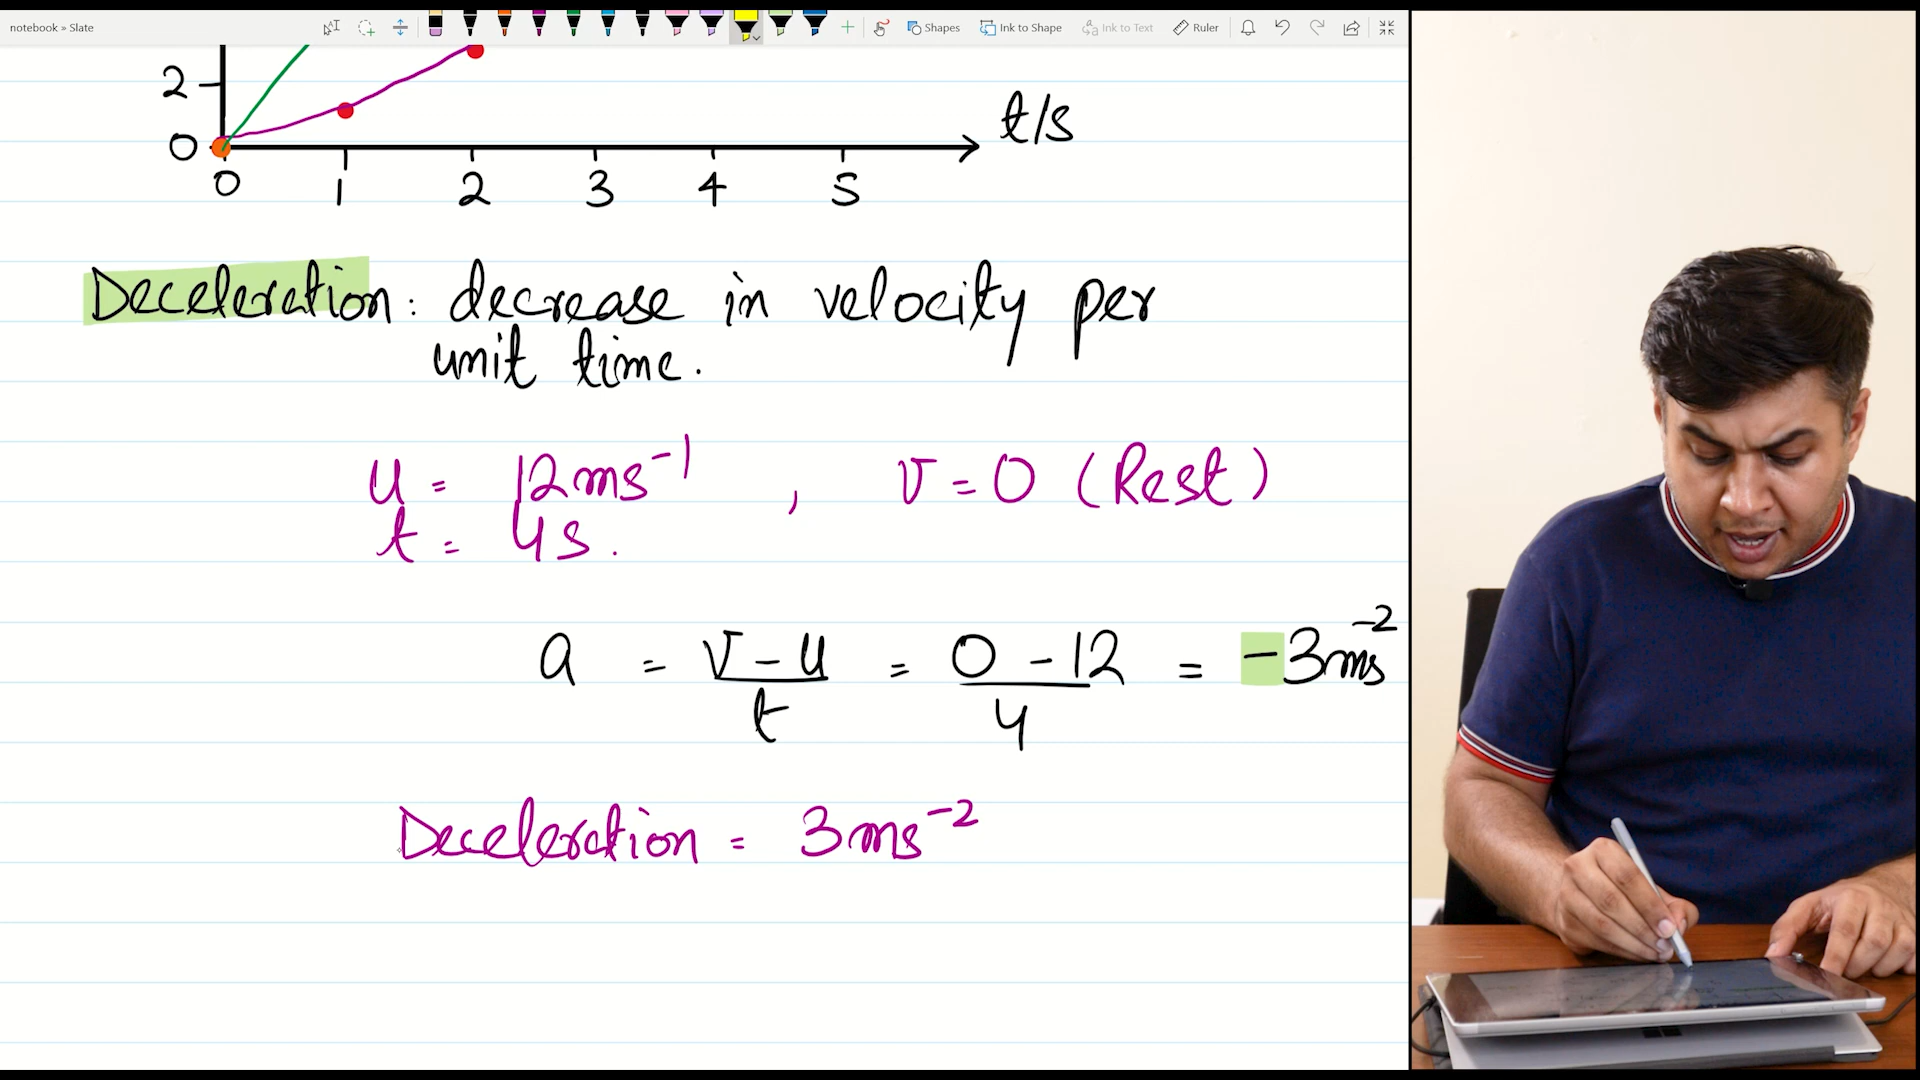 notebook » Slate
Shapes Ink to Shape Ink to Text Ruler
2
0
t/s
0 1 2 3 4 5
Deceleration: decrease in velocity per
unit time.
u = 12ms⁻¹ , v = 0 (Rest)
t = 4s.
a = v - u / t = 0 - 12 / 4 = -3ms⁻²
Deceleration = 3ms⁻²